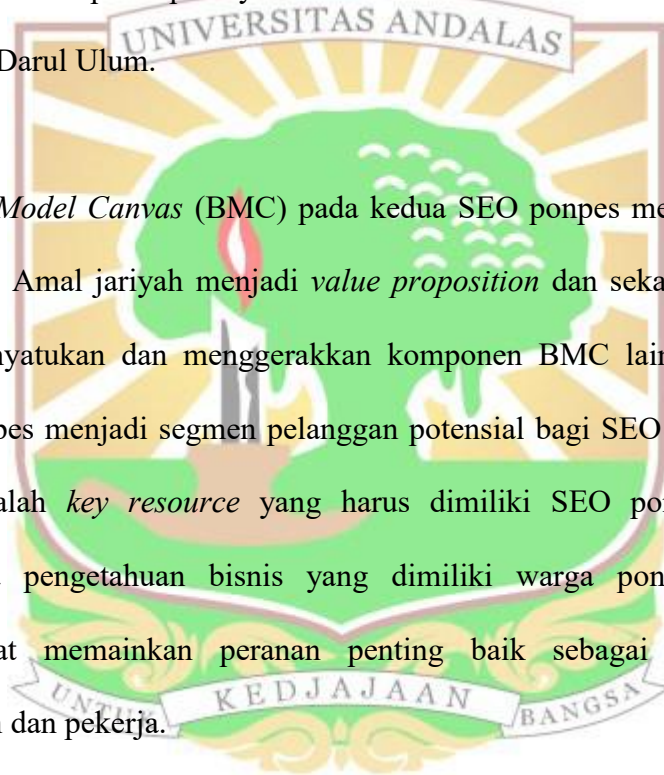 UNIVERSITAS ANDALAS
Darul Ulum.
Model Canvas (BMC) pada kedua SEO ponpes me
Amal jariyah menjadi value proposition dan seka
nyatukan dan menggerakkan komponen BMC lain
pes menjadi segmen pelanggan potensial bagi SEO
alah key resource yang harus dimiliki SEO po
pengetahuan bisnis yang dimiliki warga pon
at memainkan peranan penting baik sebagai
dan pekerja.
UNTUK KEDJAJAAN BANGSA